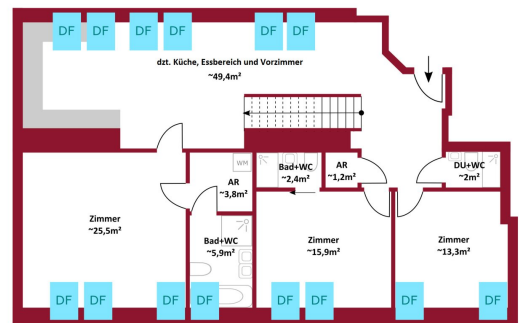 DF DF DF DF DF DF
dzt. Küche, Essbereich und Vorzimmer
~49,4m²
WM
AR
~3,8m²
Bad+WC
~2,4m²
AR
~1,2m²
DU+WC
~2m²
Zimmer
~25,5m²
Bad+WC
~5,9m²
Zimmer
~15,9m²
Zimmer
~13,3m²
DF DF DF DF DF DF DF DF